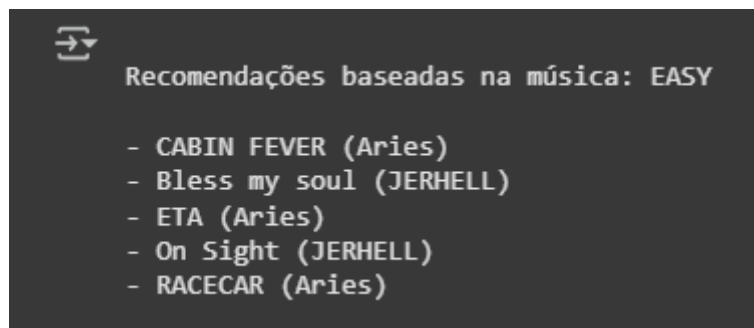 Recomendações baseadas na música: EASY
- CABIN FEVER (Aries)
- Bless my soul (JERHELL)
- ETA (Aries)
- On Sight (JERHELL)
- RACECAR (Aries)